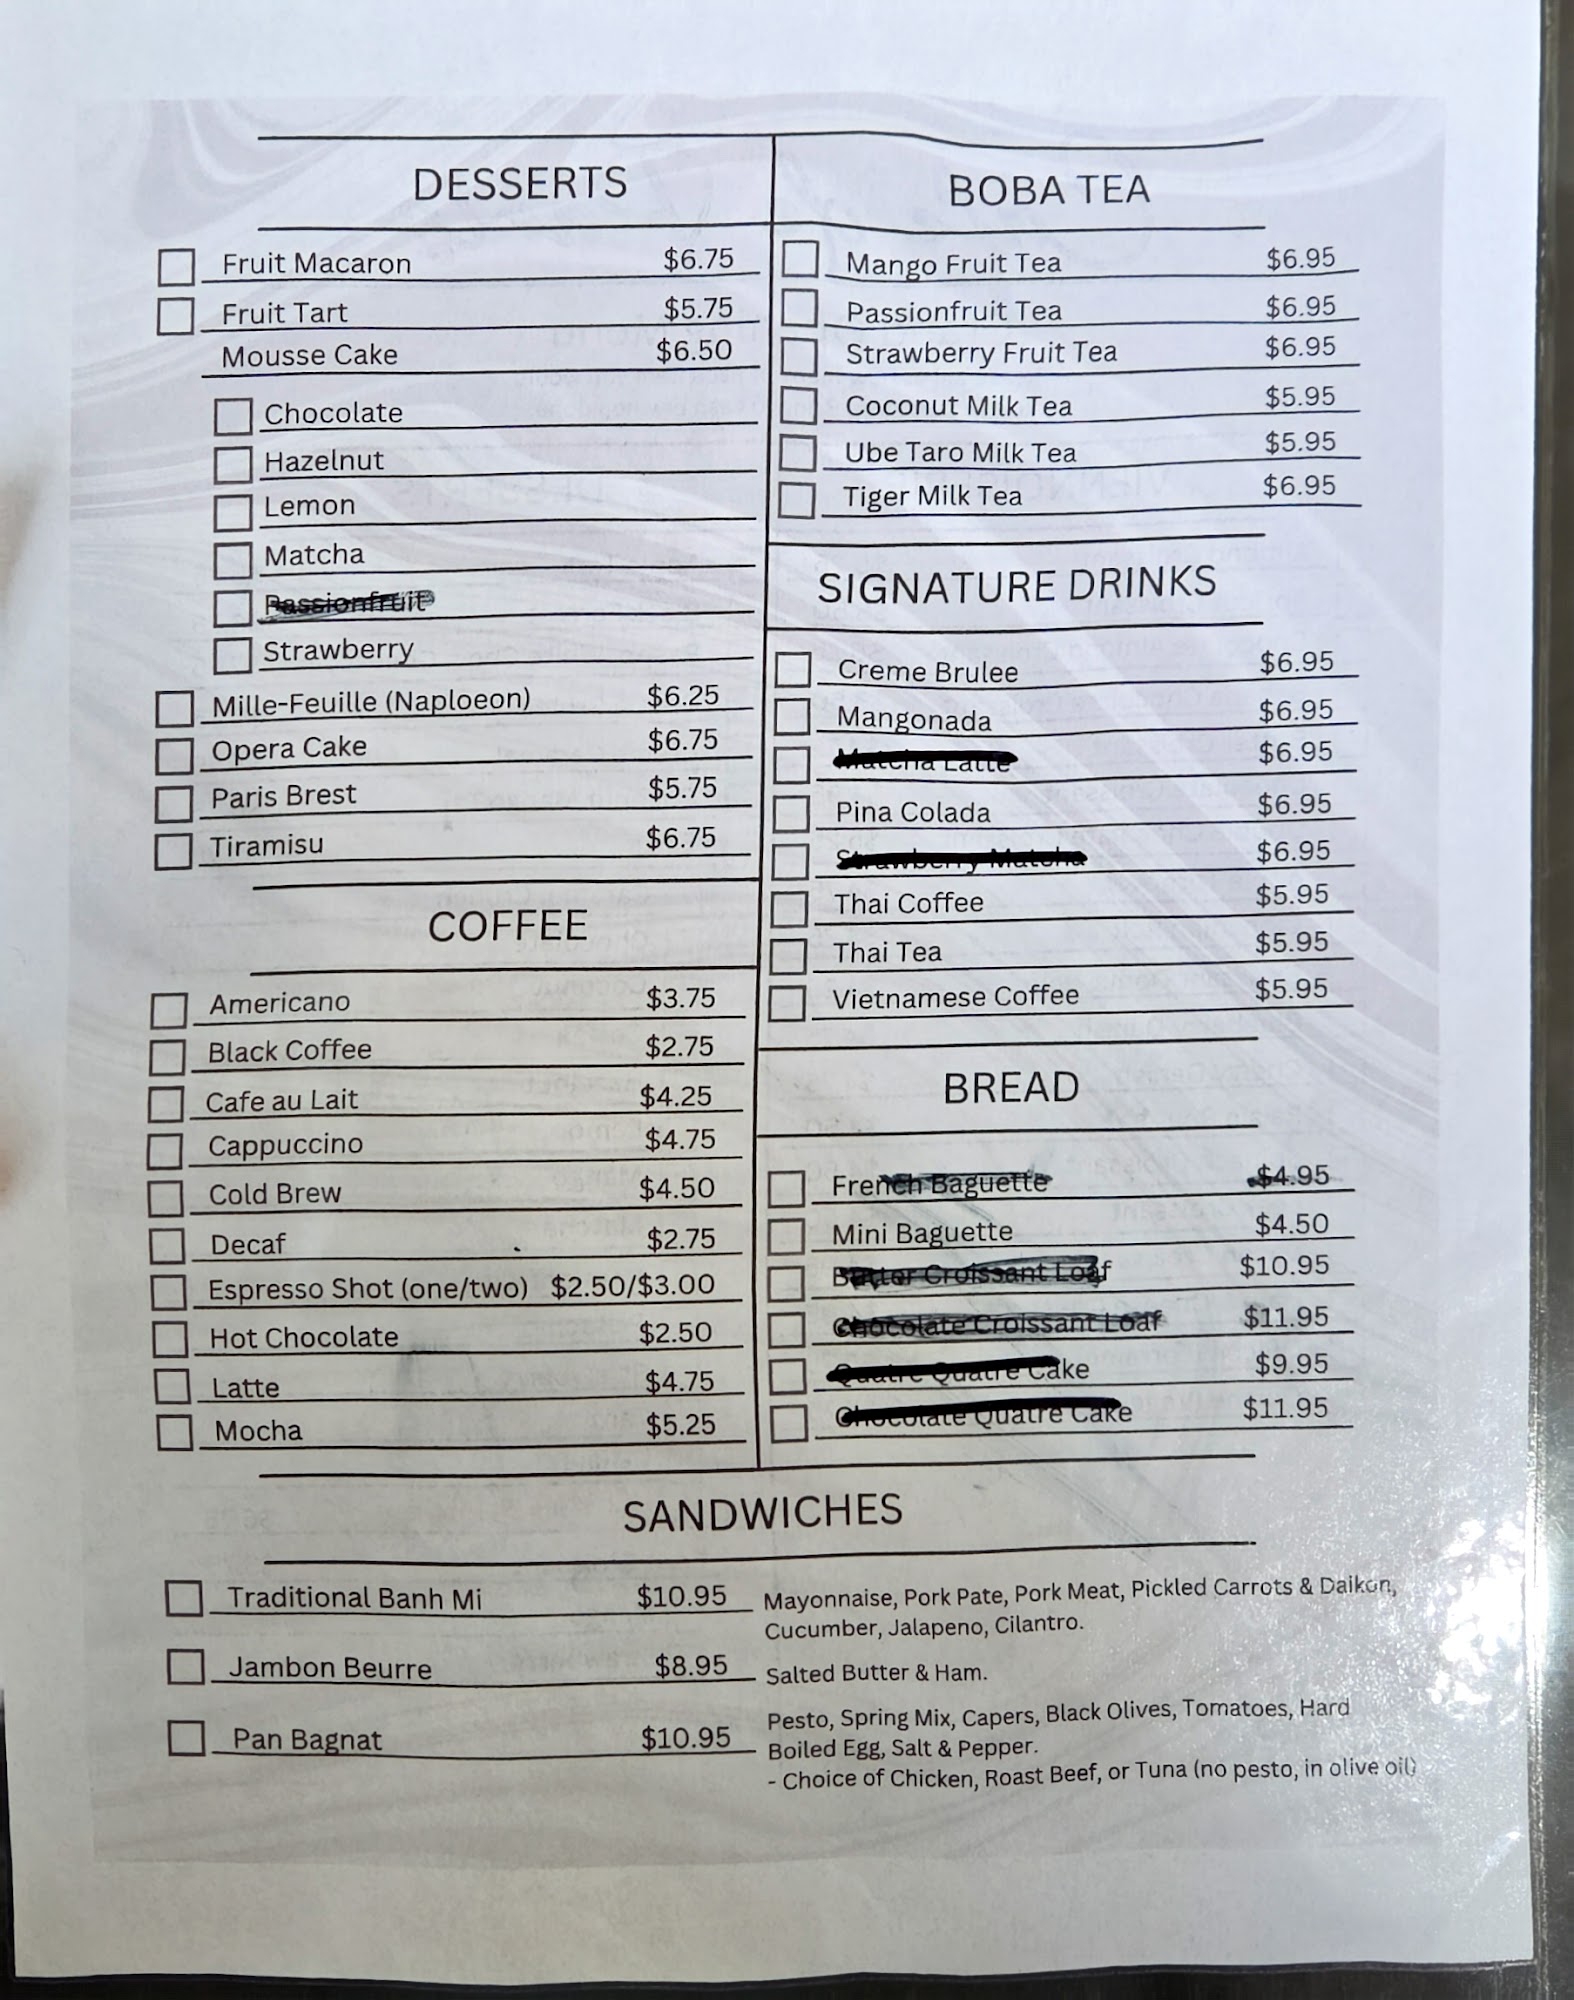 DESSERTS
Fruit Macaron $6.75
Fruit Tart $5.75
Mousse Cake $6.50
Chocolate
Hazelnut
Lemon
Matcha
Passionfruit
Strawberry
Mille-Feuille (Naploeon) $6.25
Opera Cake $6.75
Paris Brest $5.75
Tiramisu $6.75
COFFEE
Americano $3.75
Black Coffee $2.75
Cafe au Lait $4.25
Cappuccino $4.75
Cold Brew $4.50
Decaf $2.75
Espresso Shot (one/two) $2.50/$3.00
Hot Chocolate $2.50
Latte $4.75
Mocha $5.25
BOBA TEA
Mango Fruit Tea $6.95
Passionfruit Tea $6.95
Strawberry Fruit Tea $6.95
Coconut Milk Tea $5.95
Ube Taro Milk Tea $5.95
Tiger Milk Tea $6.95
SIGNATURE DRINKS
Creme Brulee $6.95
Mangonada $6.95
Matcha Latte $6.95
Pina Colada $6.95
Strawberry Matcha $6.95
Thai Coffee $5.95
Thai Tea $5.95
Vietnamese Coffee $5.95
BREAD
French Baguette $4.95
Mini Baguette $4.50
Butter Croissant Loaf $10.95
Chocolate Croissant Loaf $11.95
Quatre Quatre Cake $9.95
Chocolate Quatre Cake $11.95
SANDWICHES
Traditional Banh Mi $10.95 Mayonnaise, Pork Pate, Pork Meat, Pickled Carrots & Daikon,
Cucumber, Jalapeno, Cilantro.
Jambon Beurre $8.95 Salted Butter & Ham.
Pan Bagnat $10.95 Pesto, Spring Mix, Capers, Black Olives, Tomatoes, Hard
Boiled Egg, Salt & Pepper.
- Choice of Chicken, Roast Beef, or Tuna (no pesto, in olive oil)